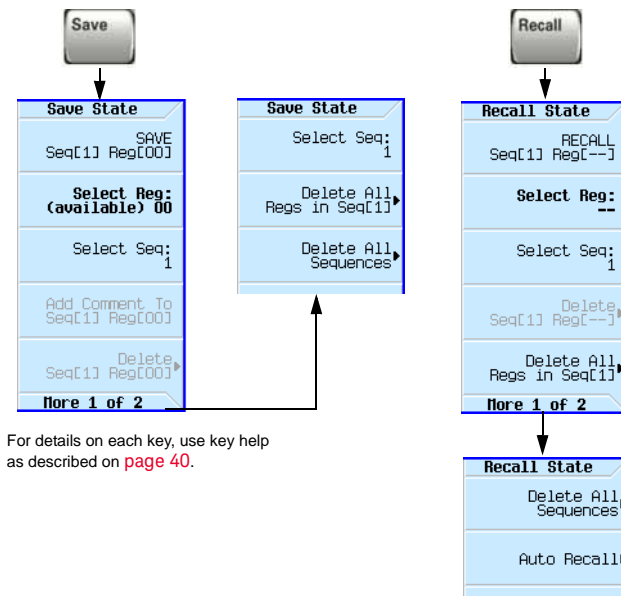 Save
Save State
SAVE
Seq[1] Reg[00]
Select Reg:
(available) 00
Select Seq:
1
Add Comment To
Seq[1] Reg[00]
Delete
Seq[1] Reg[00]
More 1 of 2
For details on each key, use key help
as described on page 40.
Save State
Select Seq:
1
Delete All
Regs in Seq[1]
Delete All
Sequences
Recall
Recall State
RECALL
Seq[1] Reg[--]
Select Reg:
--
Select Seq:
1
Delete
Seq[1] Reg[--]
Delete All
Regs in Seq[1]
More 1 of 2
Recall State
Delete All
Sequences
Auto Recall